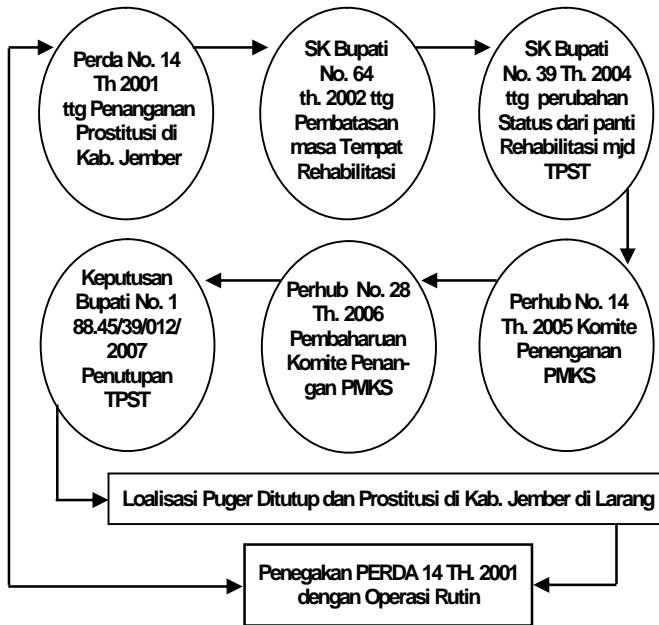 Perda No. 14
Th 2001
ttg Penanganan
Prostitusi di
Kab. Jember
SK Bupati
No. 64
th. 2002 ttg
Pembatasan
masa Tempat
Rehabilitasi
SK Bupati
No. 39 Th. 2004
ttg perubahan
Status dari panti
Rehabilitasi mjd
TPST
Perhub No. 14
Th. 2005 Komite
Penenganan
PMKS
Perhub No. 28
Th. 2006
Pembaharuan
Komite Penan-
gan PMKS
Keputusan
Bupati No. 1
88.45/39/012/
2007
Penutupan
TPST
Loalisasi Puger Ditutup dan Prostitusi di Kab. Jember di Larang
Penegakan PERDA 14 TH. 2001
dengan Operasi Rutin